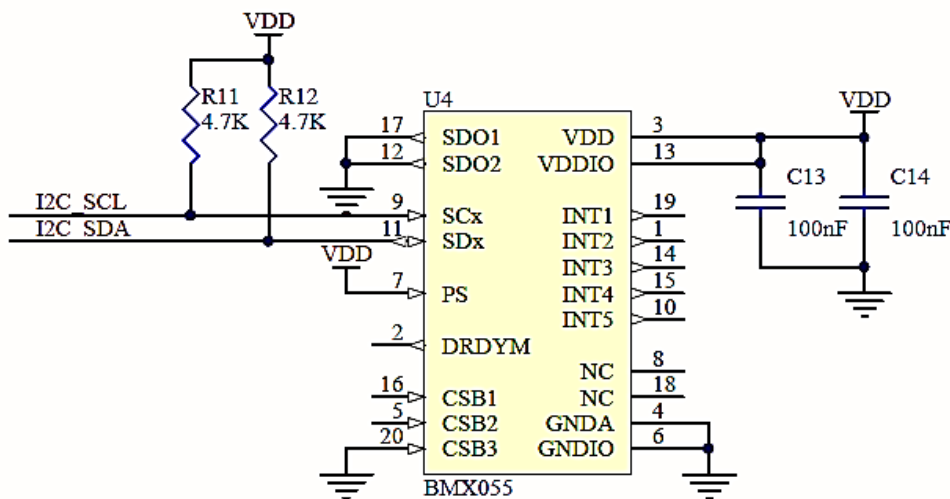 VDD
R11
4.7K
R12
4.7K
U4
VDD
17
SDO1
VDD
3
12
SDO2
VDDIO
13
C13
100nF
C14
100nF
I2C_SCL
9
SCx
INT1
19
I2C_SDA
11
SDx
INT2
1
VDD
INT3
14
7
PS
INT4
15
INT5
10
2
DRDYM
NC
8
16
CSB1
NC
18
5
CSB2
GNDA
4
20
CSB3
GNDIO
6
BMX055